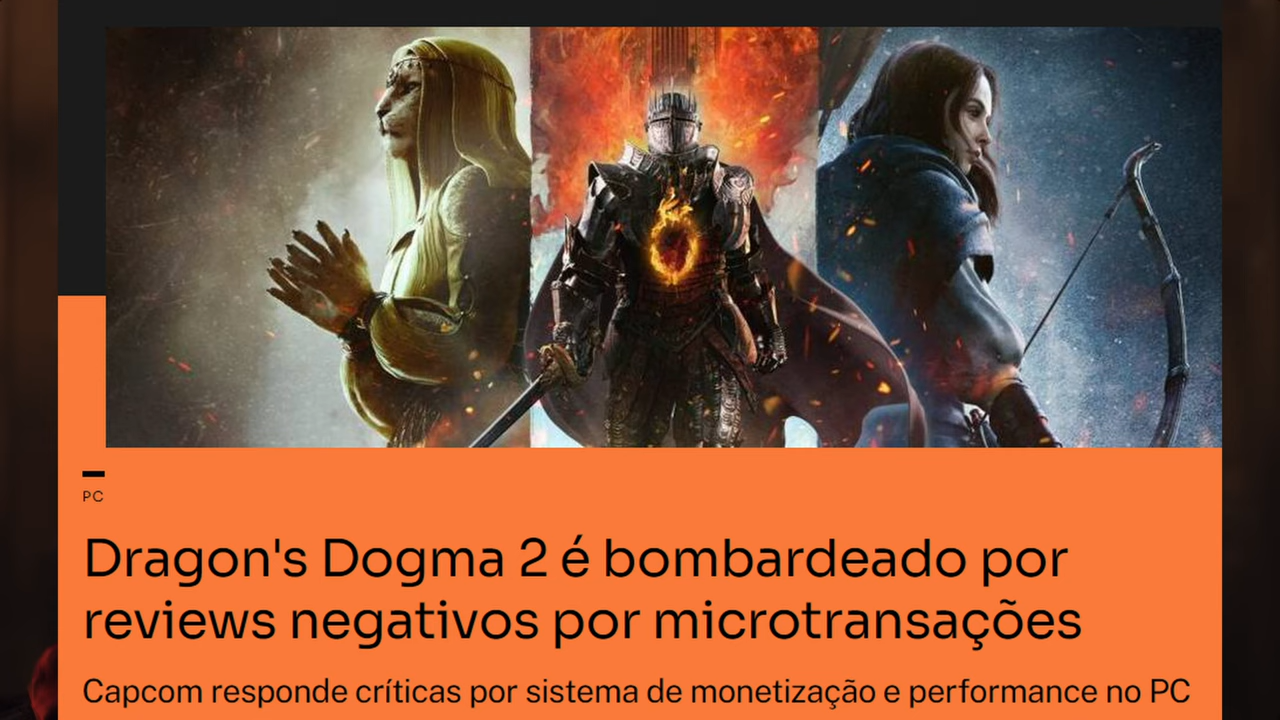 PC
Dragon's Dogma 2 é bombardeado por
reviews negativos por microtransações
Capcom responde críticas por sistema de monetização e performance no PC